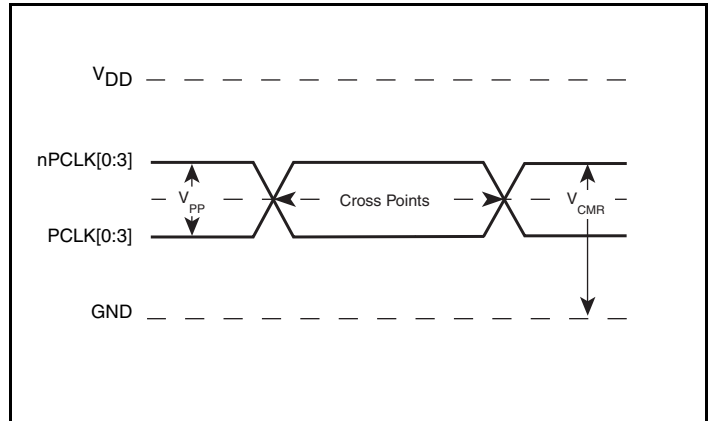 VDD
nPCLK[0:3]
VPP
Cross Points
VCMR
PCLK[0:3]
GND